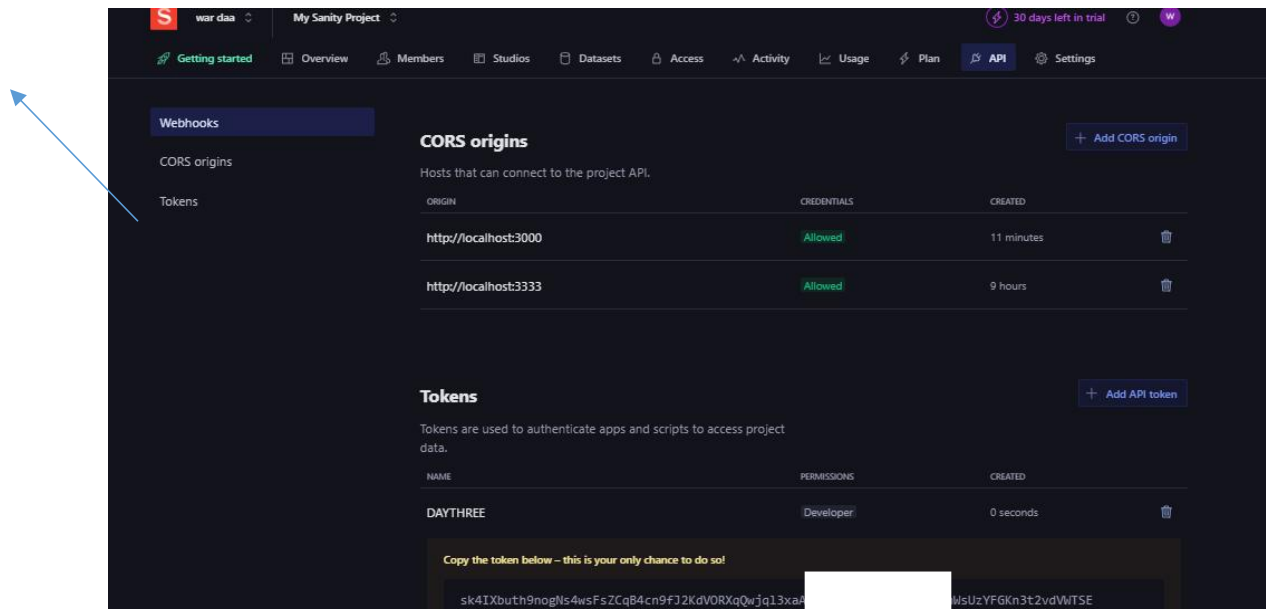 S war daa My Sanity Project 30 days left in trial ? W
Getting started Overview Members Studios Datasets Access Activity Usage Plan API Settings
Webhooks
CORS origins
Tokens
CORS origins
+ Add CORS origin
Hosts that can connect to the project API.
ORIGIN CREDENTIALS CREATED
http://localhost:3000 Allowed 11 minutes
http://localhost:3333 Allowed 9 hours
Tokens
+ Add API token
Tokens are used to authenticate apps and scripts to access project
data.
NAME PERMISSIONS CREATED
DAYTHREE Developer 0 seconds
Copy the token below – this is your only chance to do so!